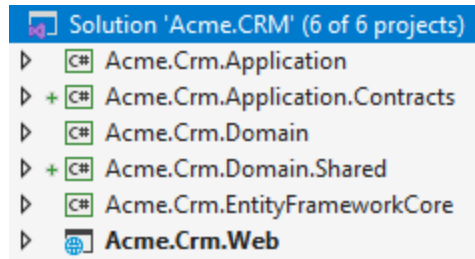 Solution 'Acme.CRM' (6 of 6 projects)
C# Acme.Crm.Application
+ C# Acme.Crm.Application.Contracts
C# Acme.Crm.Domain
+ C# Acme.Crm.Domain.Shared
C# Acme.Crm.EntityFrameworkCore
Acme.Crm.Web